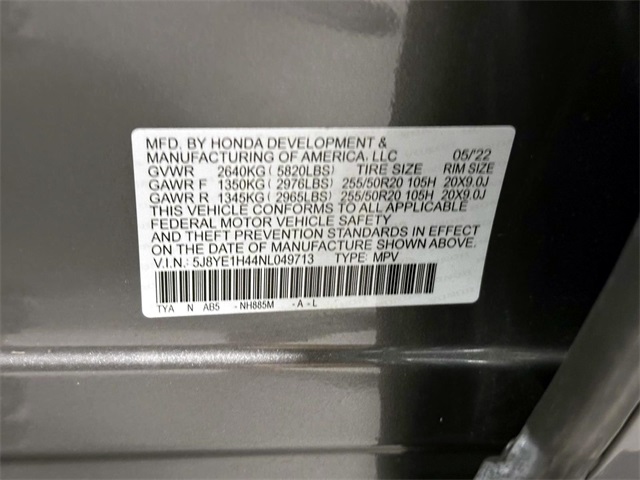 MFD. BY HONDA DEVELOPMENT &
MANUFACTURING OF AMERICA, LLC 05/'22
GVWR 2640KG( 5820LBS) TIRE SIZE RIM SIZE
GAWR F 1350KG( 2976LBS) 255/50R20 105H 20X9.0J
GAWR R 1345KG( 2965LBS) 255/50R20 105H 20X9.0J
THIS VEHICLE CONFORMS TO ALL APPLICABLE
FEDERAL MOTOR VEHICLE SAFETY
AND THEFT PREVENTION STANDARDS IN EFFECT
ON THE DATE OF MANUFACTURE SHOWN ABOVE.
V.I.N.: 5J8YE1H44NL049713 TYPE: MPV
TYA N AB5 -NH885M -A-L